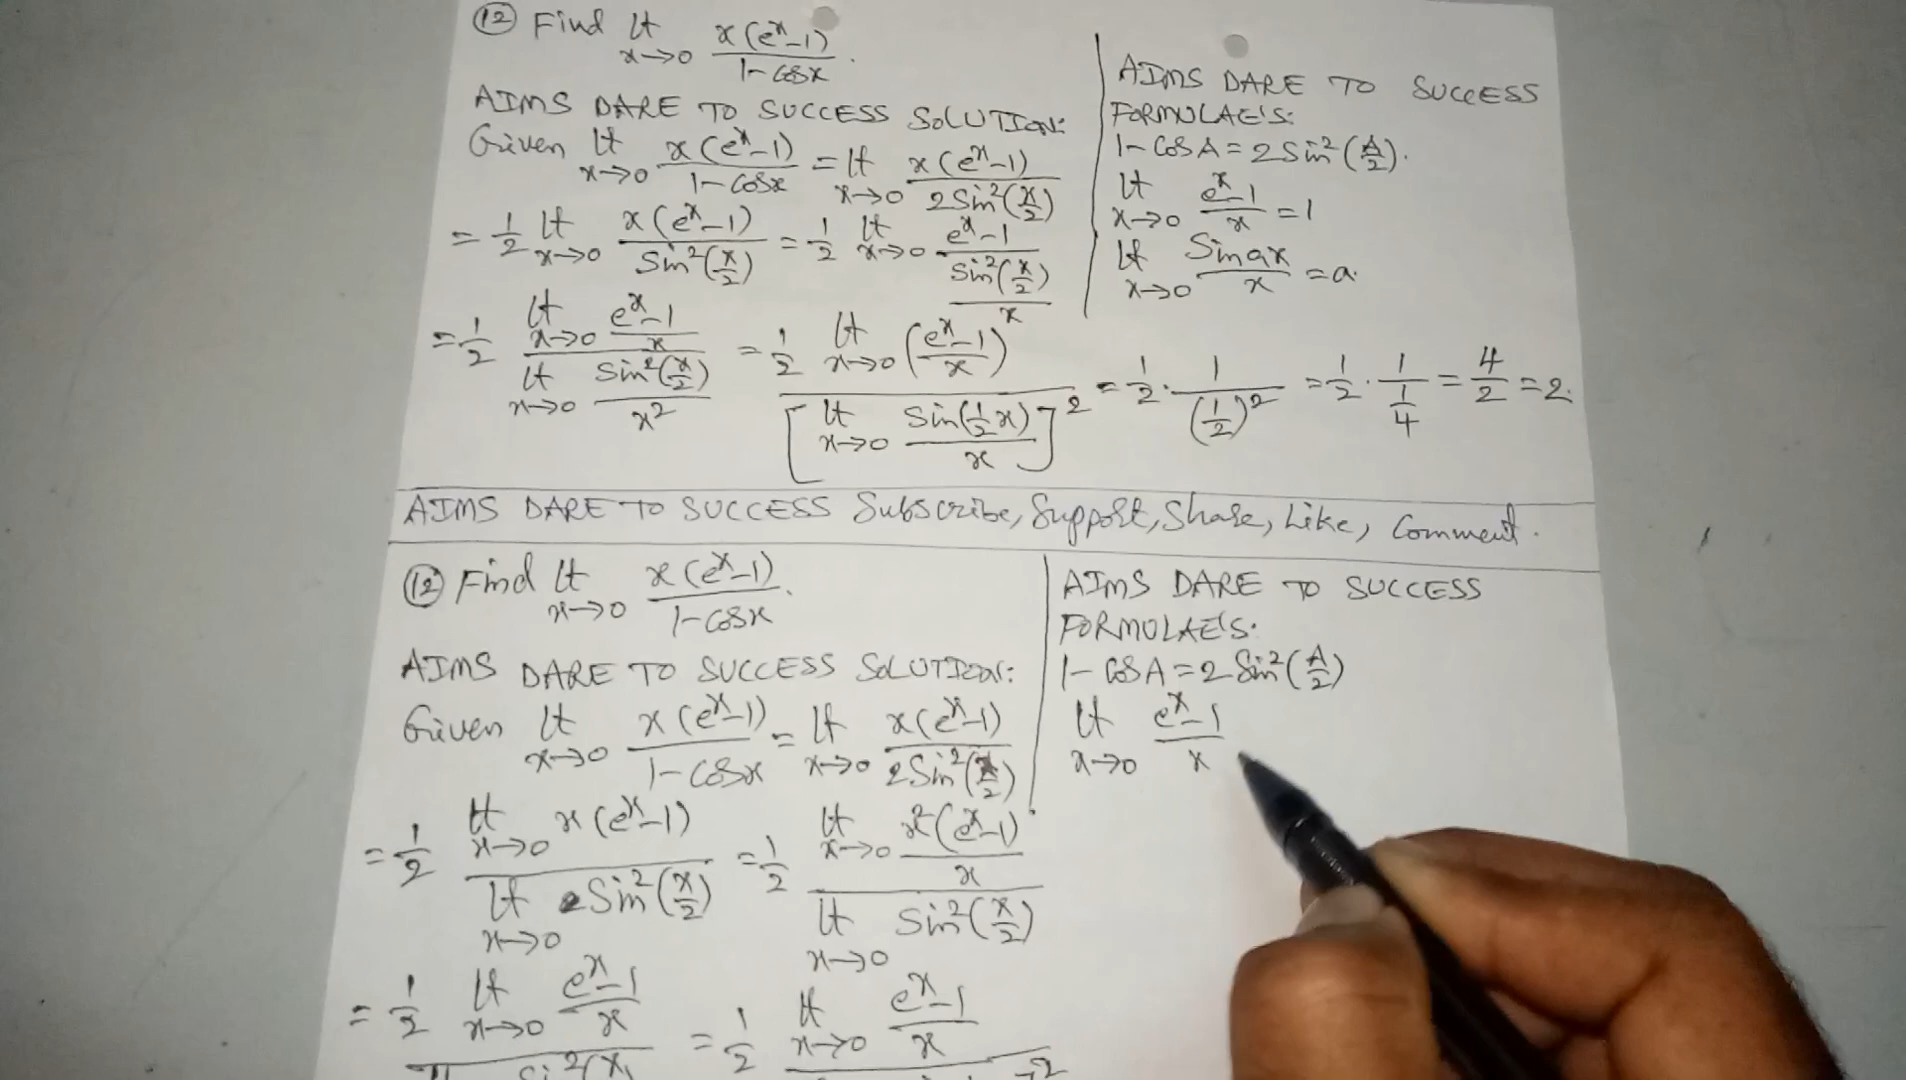 (12) Find lt x→0 x(e^x-1)/(1-cosx).
AIMS DARE TO SUCCESS SOLUTION:
Given lt x→0 x(e^x-1)/(1-cosx) = lt x→0 x(e^x-1)/(2sin²(x/2))
= 1/2 lt x→0 x(e^x-1)/(sin²(x/2)) = 1/2 lt x→0 (e^x-1)/(sin²(x/2)/x)
= 1/2 (lt x→0 (e^x-1)/x)/(lt x→0 sin²(x/2)/x²) = 1/2 (lt x→0 ((e^x-1)/x))/[lt x→0 sin(1/2 x)/x]² = 1/2 · 1/(1/2)² = 1/2 · 1/(1/4) = 4/2 = 2.
AIMS DARE TO SUCCESS
FORMULAE'S:
1-cosA = 2sin²(A/2).
lt x→0 (e^x-1)/x = 1
lt x→0 Sinax/x = a.
AIMS DARE TO SUCCESS Subscribe, Support, Share, Like, Comment.
(12) Find lt x→0 x(e^x-1)/(1-cosx).
AIMS DARE TO SUCCESS SOLUTION:
Given lt x→0 x(e^x-1)/(1-cosx) = lt x→0 x(e^x-1)/(2Sin²(x/2))
= 1/2 (lt x→0 x(e^x-1))/(lt x→0 Sin²(x/2)) = 1/2 (lt x→0 x²(e^x-1)/x)/(lt x→0 Sin²(x/2))
= 1/2 lt x→0 (e^x-1)/x = 1/2 lt x→0 (e^x-1)/x
AIMS DARE TO SUCCESS
FORMULAE'S:
1-cosA = 2Sin²(A/2)
lt x→0 (e^x-1)/x